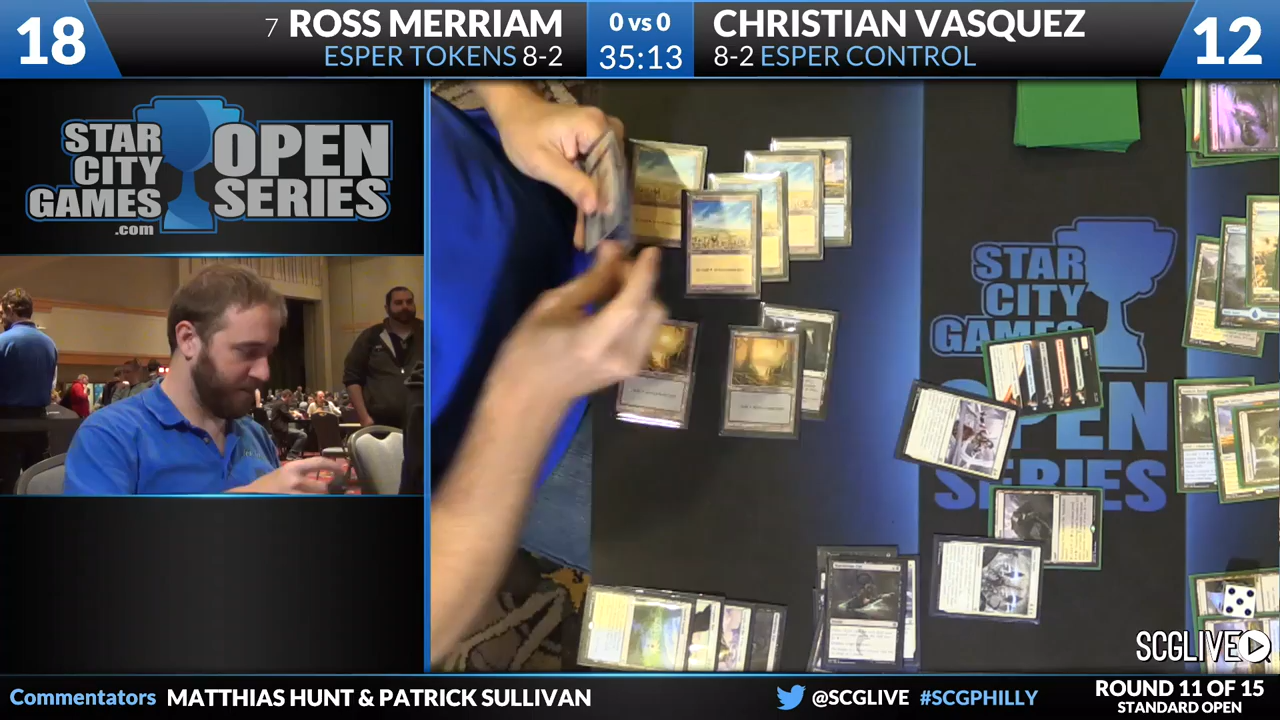 18
7 ROSS MERRIAM
ESPER TOKENS 8-2
0 vs 0
35:13
CHRISTIAN VASQUEZ
8-2 ESPER CONTROL
12
STAR
CITY
GAMES
.com
OPEN
SERIES
STAR
CITY
GAMES
OPEN
SERIES
SCGLIVE
Commentators MATTHIAS HUNT & PATRICK SULLIVAN
@SCGLIVE #SCGPHILLY
ROUND 11 OF 15
STANDARD OPEN